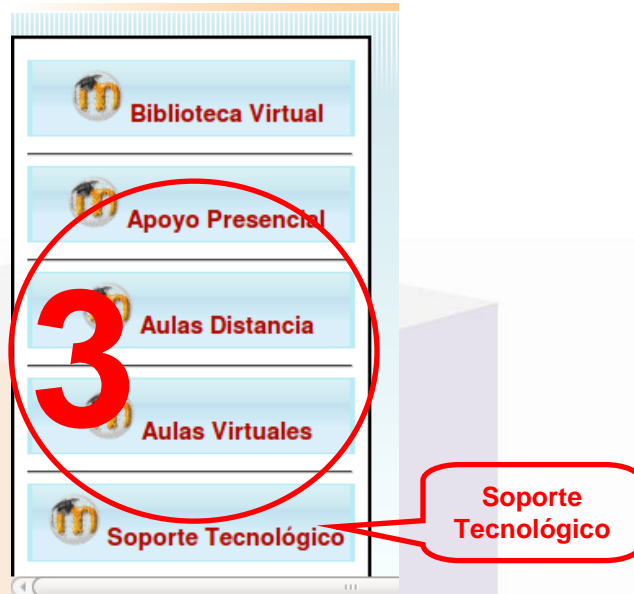 Biblioteca Virtual
Apoyo Presencial
3
Aulas Distancia
Aulas Virtuales
Soporte Tecnológico
Soporte
Tecnológico